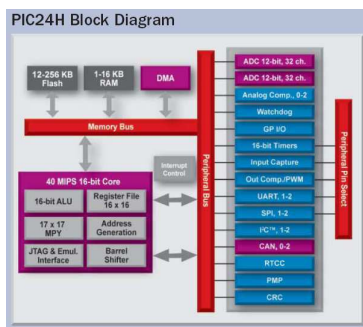 PIC24H Block Diagram
12-256 KB
Flash
1-16 KB
RAM
DMA
Memory Bus
Interrupt
Control
40 MIPS 16-bit Core
16-bit ALU
Register File
16 x 16
17 x 17
MPY
Address
Generation
JTAG & Emul.
Interface
Barrel
Shifter
Peripheral Bus
ADC 12-bit, 32 ch.
ADC 12-bit, 32 ch.
Analog Comp., 0-2
Watchdog
GP I/O
16-bit Timers
Input Capture
Out Comp./PWM
UART, 1-2
SPI, 1-2
I²C™, 1-2
CAN, 0-2
RTCC
PMP
CRC
Peripheral Pin Select